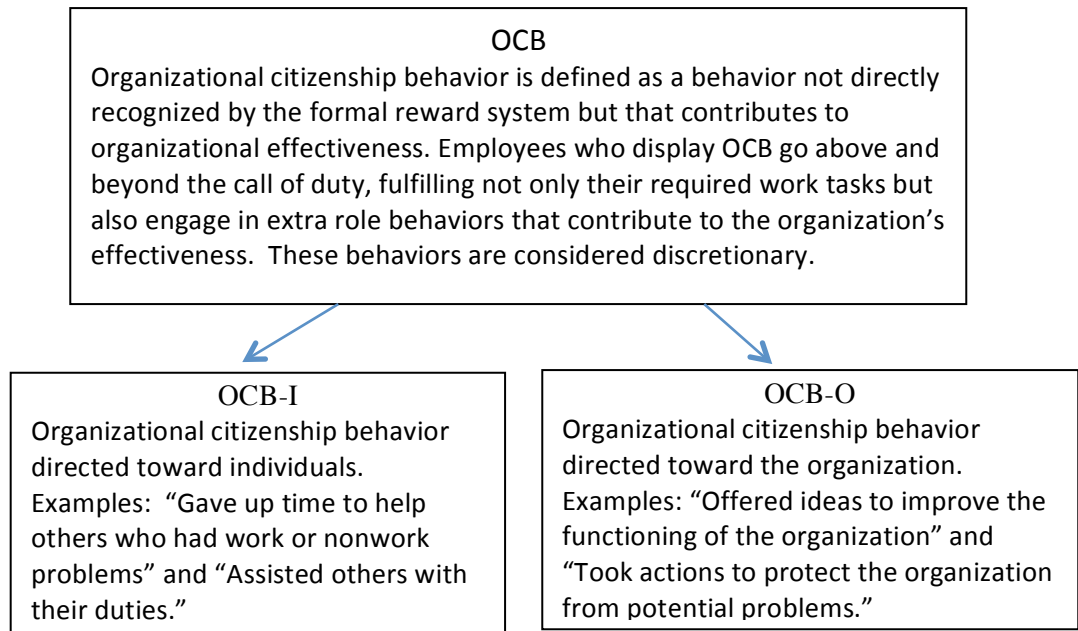 OCB
Organizational citizenship behavior is defined as a behavior not directly
recognized by the formal reward system but that contributes to
organizational effectiveness. Employees who display OCB go above and
beyond the call of duty, fulfilling not only their required work tasks but
also engage in extra role behaviors that contribute to the organization’s
effectiveness.  These behaviors are considered discretionary.
OCB-I
Organizational citizenship behavior
directed toward individuals.
Examples:  “Gave up time to help
others who had work or nonwork
problems” and “Assisted others with
their duties.”
OCB-O
Organizational citizenship behavior
directed toward the organization.
Examples: “Offered ideas to improve the
functioning of the organization” and
“Took actions to protect the organization
from potential problems.”